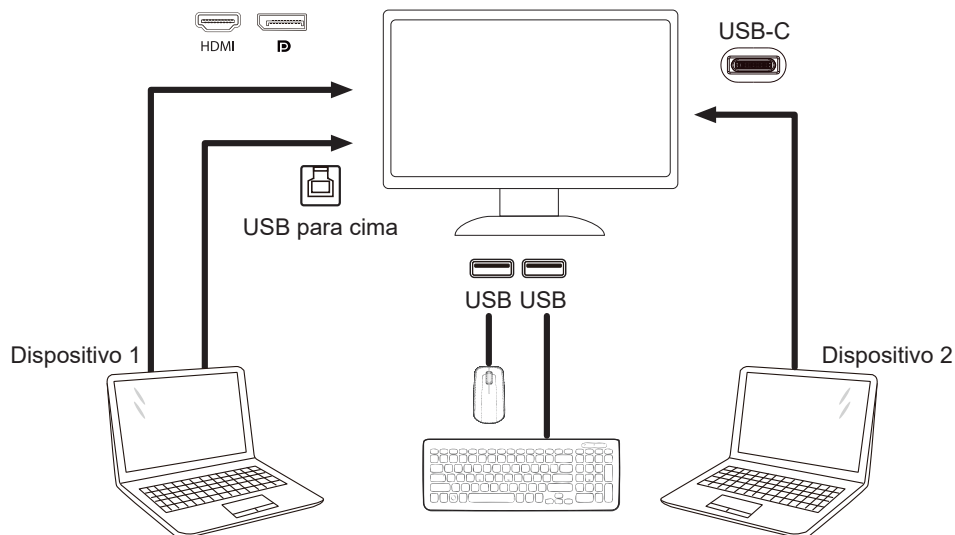 USB-C
HDMI
USB para cima
USB USB
Dispositivo 1
Dispositivo 2